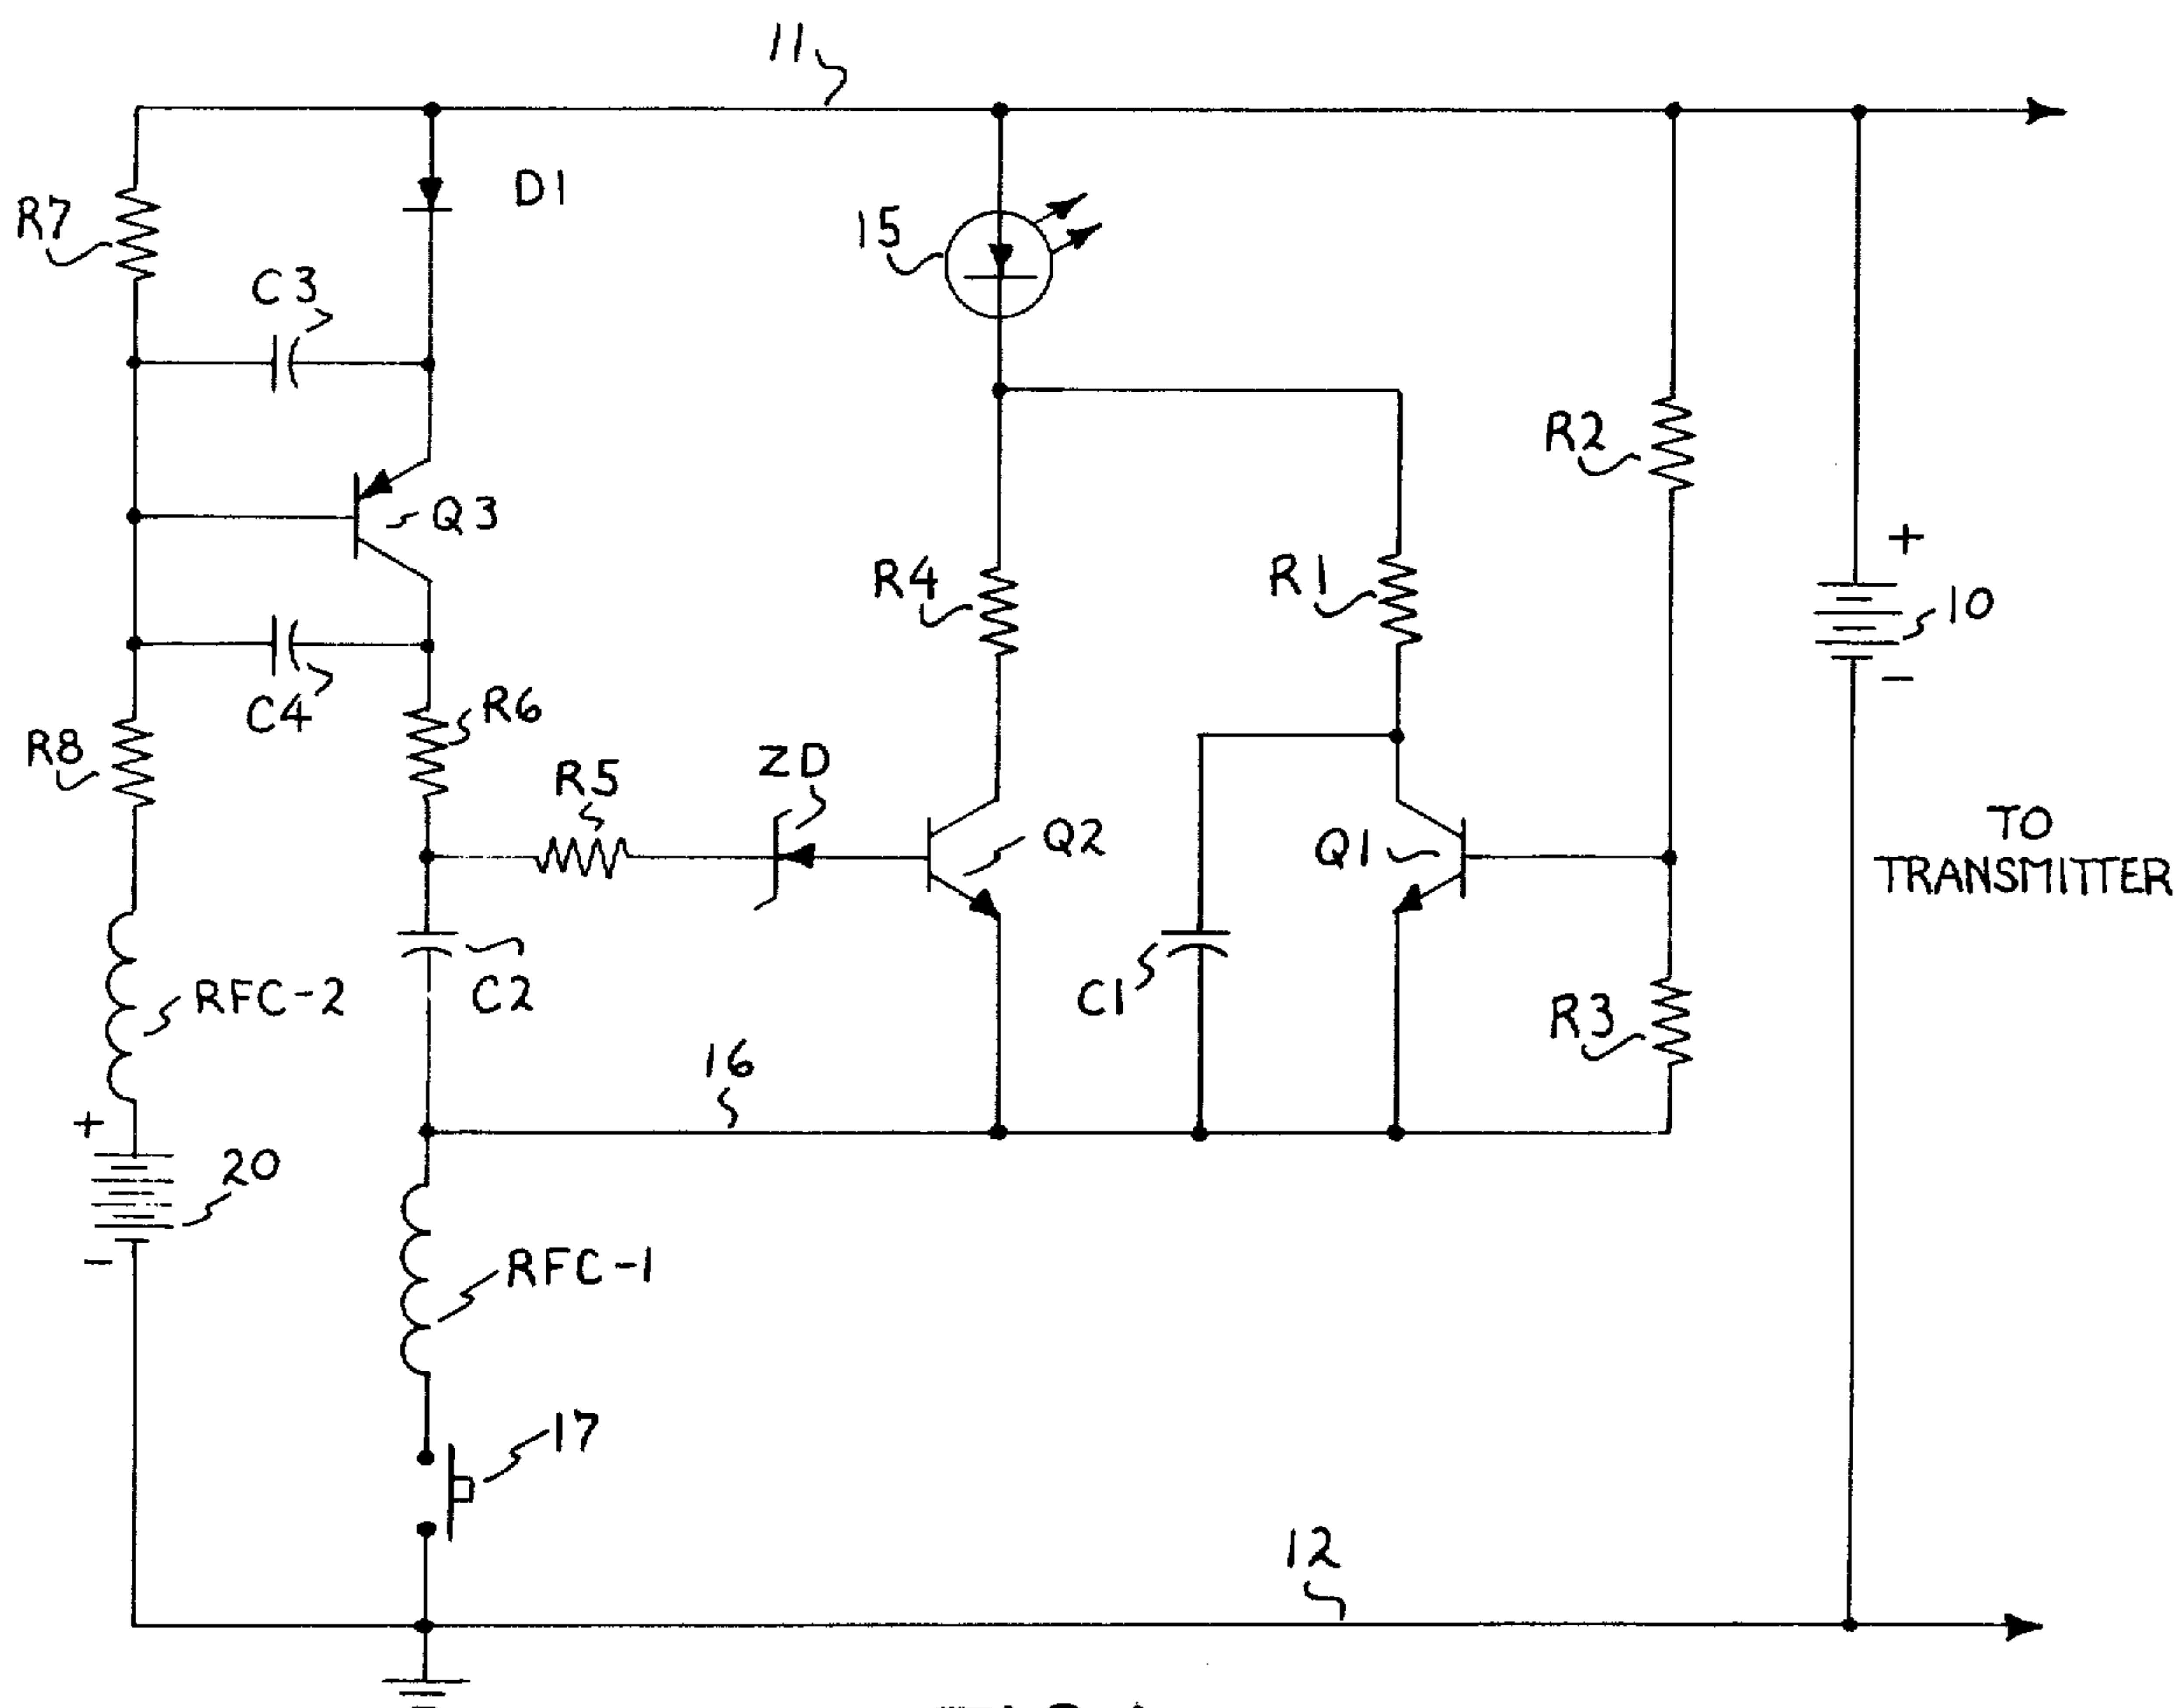 11
R7
D1
C3
15
R2
Q3
+
10
−
R4
R1
C4
R6
R8
ZD
R5
Q2
Q1
TO
TRANSMITTER
RFC-2
C2
C1
R3
16
+
20
−
RFC-1
17
12